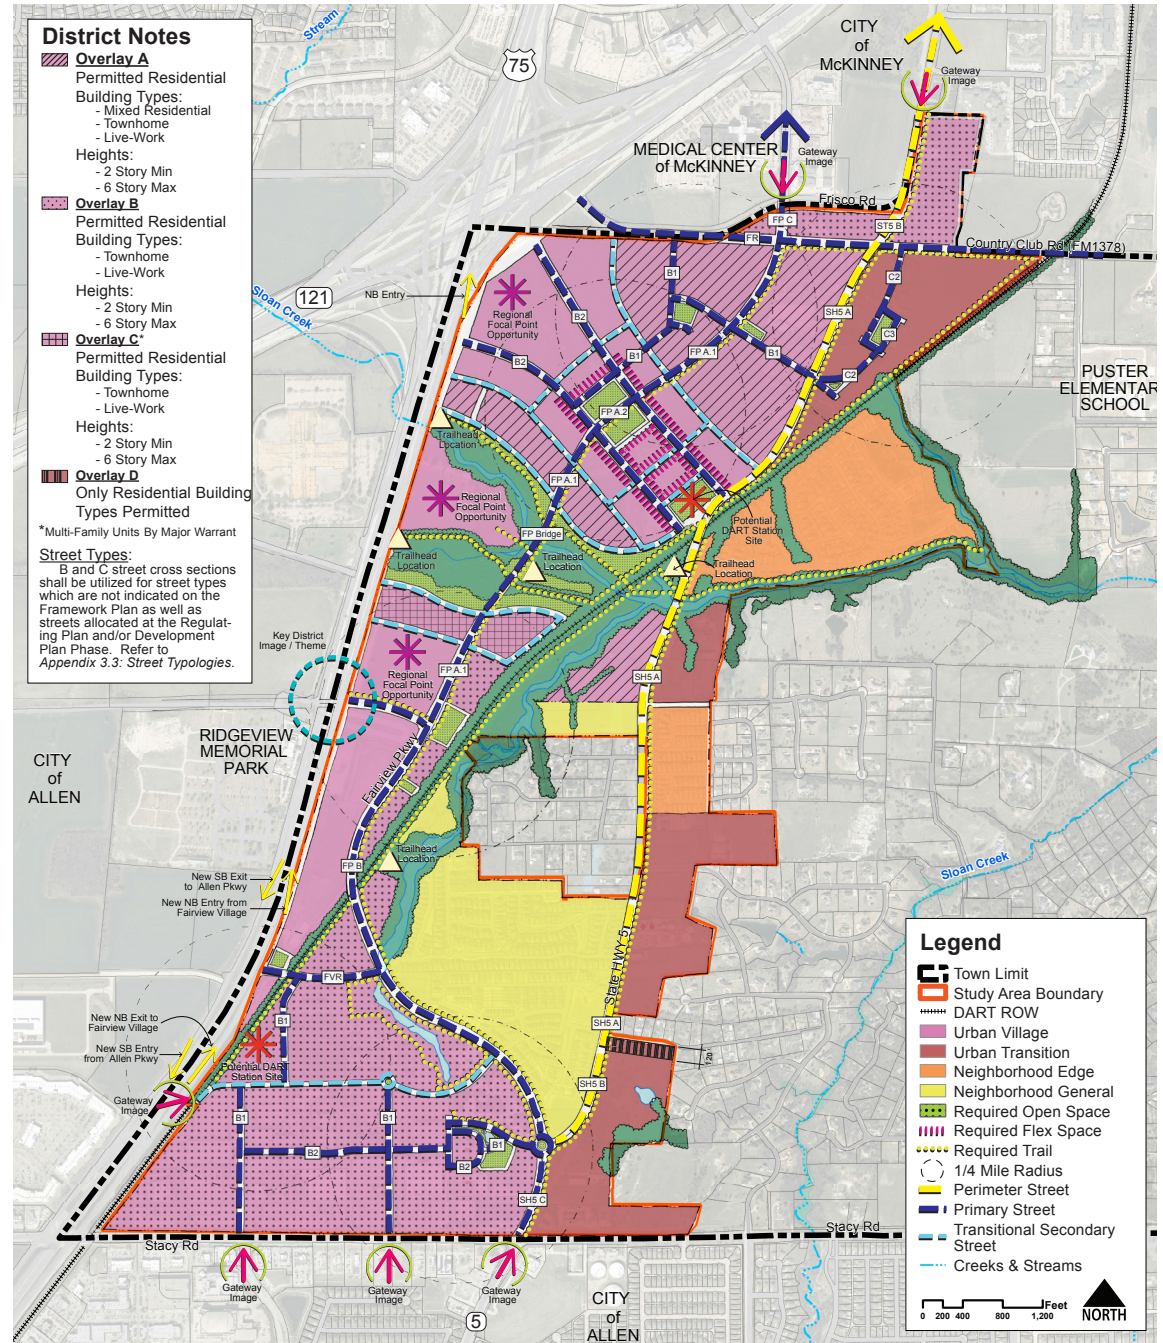 District Notes
Overlay A
Permitted Residential
Building Types:
- Mixed Residential
- Townhome
- Live-Work
Heights:
- 2 Story Min
- 6 Story Max
Overlay B
Permitted Residential
Building Types:
- Townhome
- Live-Work
Heights:
- 2 Story Min
- 6 Story Max
Overlay C*
Permitted Residential
Building Types:
- Townhome
- Live-Work
Heights:
- 2 Story Min
- 6 Story Max
Overlay D
Only Residential Building
Types Permitted
*Multi-Family Units By Major Warrant
Street Types:
B and C street cross sections
shall be utilized for street types
which are not indicated on the
Framework Plan as well as
streets allocated at the Regulat-
ing Plan and/or Development
Plan Phase. Refer to
Appendix 3.3: Street Typologies.
Stream
75
CITY
of
McKINNEY
Gateway
Image
MEDICAL CENTER
of McKINNEY
Gateway
Image
Frisco Rd
FP C
ST5 B
FR
Country Club Rd (FM1378)
Sloan Creek
121
NB Entry
Regional
Focal Point
Opportunity
B1
C2
B2
SH5 A
C3
B2
B1
FP A.1
B1
C2
PUSTER
ELEMENTARY
SCHOOL
FP A.2
Trailhead
Location
FP A.1
Regional
Focal Point
Opportunity
Potential
DART Station
Site
FP Bridge
Trailhead
Location
Trailhead
Location
Trailhead
Location
Key District
Image / Theme
Regional
Focal Point
Opportunity
FP A.1
SH5 A
RIDGEVIEW
MEMORIAL
PARK
CITY
of
ALLEN
Fairview Pkwy
Trailhead
Location
FP B
New SB Exit
to Allen Pkwy
New NB Entry from
Fairview Village
Sloan Creek
State HWY 5
FVR
New NB Exit to
Fairview Village
New SB Entry
from Allen Pkwy
B1
Potential DART
Station Site
SH5 A
120
SH5 B
Gateway
Image
B1
B1
B2
B1
B2
SH5 C
Stacy Rd
Stacy Rd
Gateway
Image
Gateway
Image
Gateway
Image
5
CITY
of
ALLEN
Legend
Town Limit
Study Area Boundary
DART ROW
Urban Village
Urban Transition
Neighborhood Edge
Neighborhood General
Required Open Space
Required Flex Space
Required Trail
1/4 Mile Radius
Perimeter Street
Primary Street
Transitional Secondary
Street
Creeks & Streams
0 200 400 800 1,200 Feet
NORTH